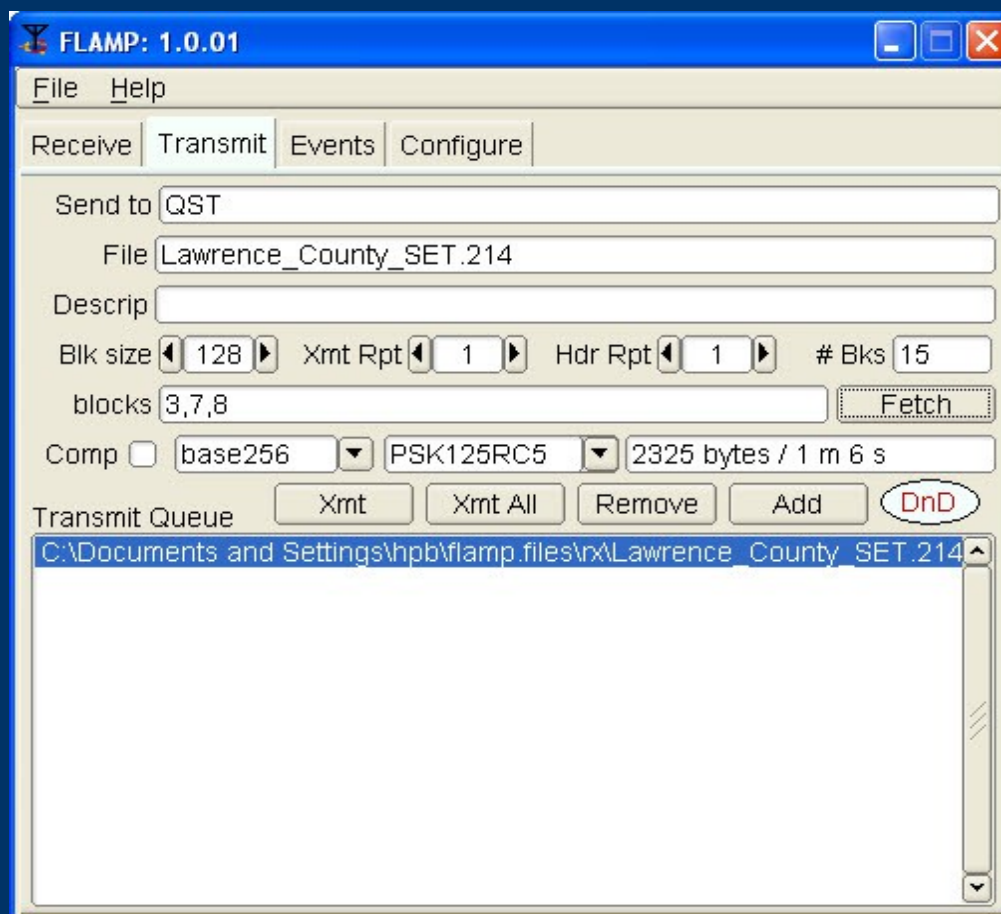 FLAMP: 1.0.01
File Help
Receive Transmit Events Configure
Send to QST
File Lawrence_County_SET.214
Descrip
Blk size 128 Xmt Rpt 1 Hdr Rpt 1 # Bks 15
blocks 3,7,8 Fetch
Comp base256 PSK125RC5 2325 bytes / 1 m 6 s
Transmit Queue Xmt Xmt All Remove Add DnD
C:\Documents and Settings\hpb\flamp.files\rx\Lawrence_County_SET.214